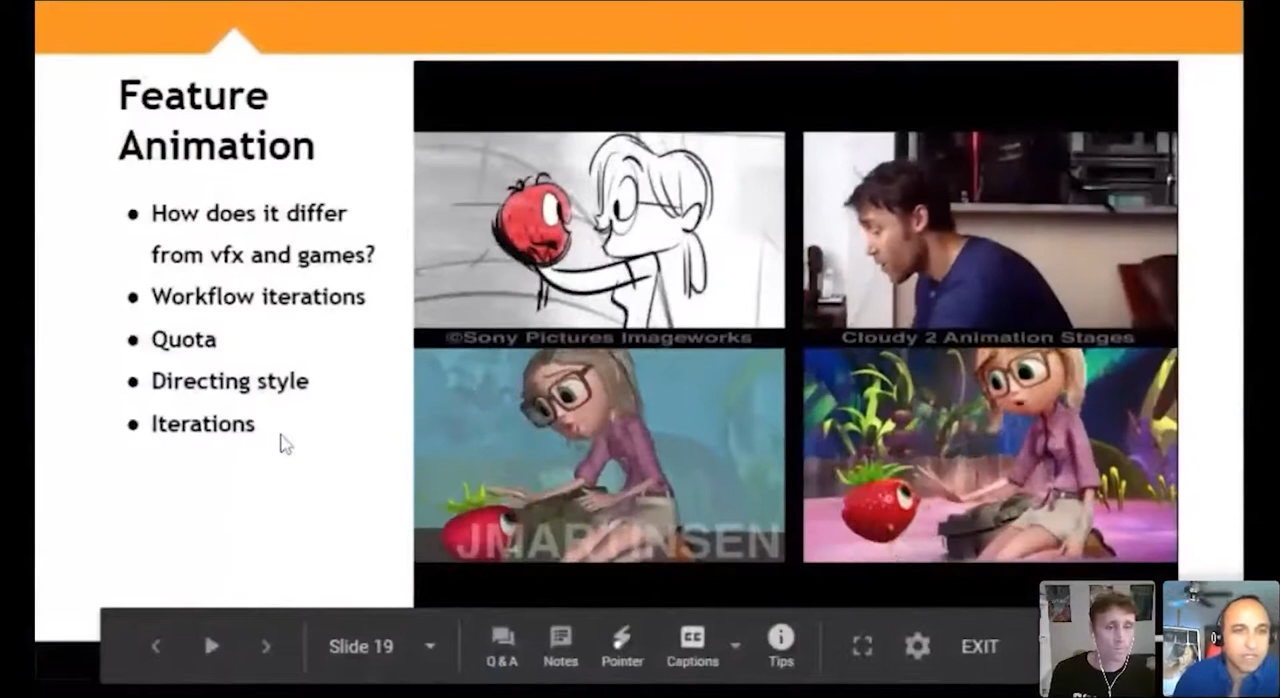 Feature
Animation
● How does it differ
from vfx and games?
● Workflow iterations
● Quota
● Directing style
● Iterations
©Sony Pictures Imageworks
Cloudy 2 Animation Stages
JMARTINSEN
Slide 19
Q & A
Notes
Pointer
CC
Captions
Tips
EXIT